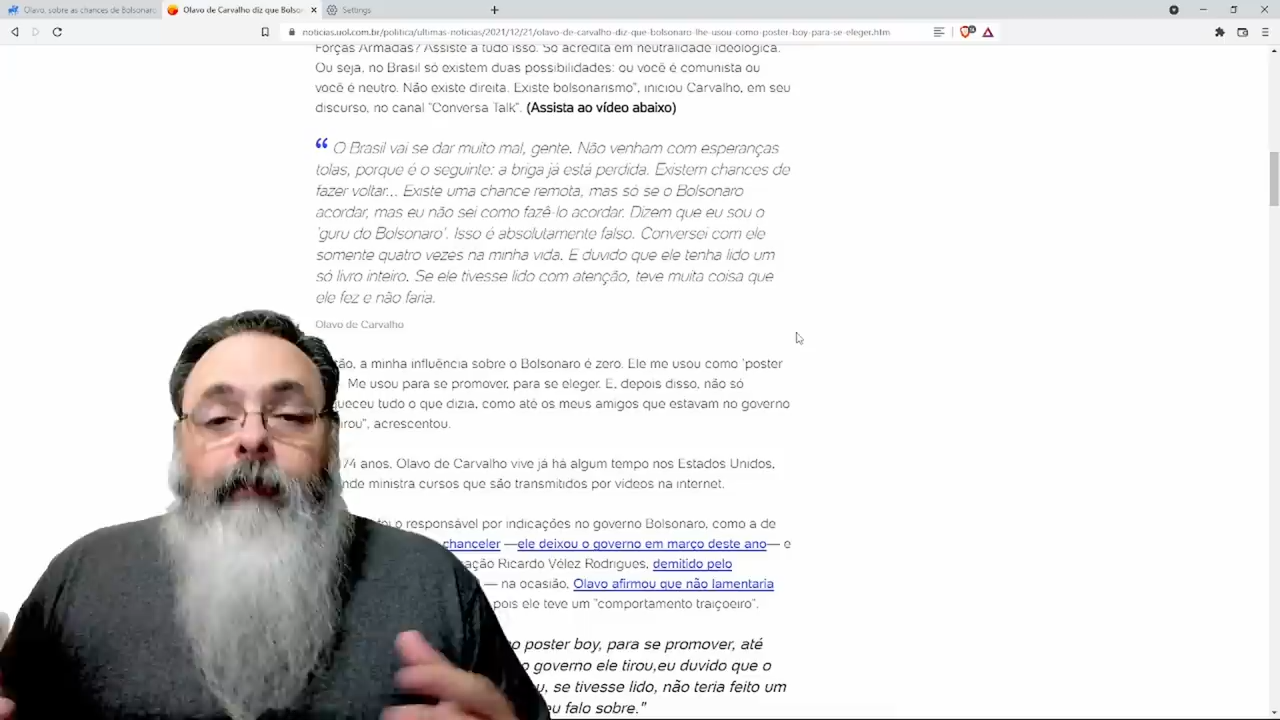 Olavo, sobre as chances de Bolsonaro
Olavo de Carvalho diz que Bolson
Settings
noticias.uol.com.br/politica/ultimas-noticias/2021/12/21/olavo-de-carvalho-diz-que-bolsonaro-lhe-usou-como-poster-boy-para-se-eleger.htm
Forças Armadas? Assiste a tudo isso. Só acredita em neutralidade ideológica.
Ou seja, no Brasil só existem duas possibilidades: ou você é comunista ou
você é neutro. Não existe direita. Existe bolsonarismo", iniciou Carvalho, em seu
discurso, no canal "Conversa Talk". (Assista ao vídeo abaixo)
“ O Brasil vai se dar muito mal, gente. Não venham com esperanças
tolas, porque é o seguinte: a briga já está perdida. Existem chances de
fazer voltar... Existe uma chance remota, mas só se o Bolsonaro
acordar, mas eu não sei como fazê-lo acordar. Dizem que eu sou o
'guru do Bolsonaro'. Isso é absolutamente falso. Conversei com ele
somente quatro vezes na minha vida. E duvido que ele tenha lido um
só livro inteiro. Se ele tivesse lido com atenção, teve muita coisa que
ele fez e não faria.
Olavo de Carvalho
a minha influência sobre o Bolsonaro é zero. Ele me usou como 'poster
Me usou para se promover, para se eleger. E, depois disso, não só
tudo o que dizia, como até os meus amigos que estavam no governo
acrescentou.
74 anos, Olavo de Carvalho vive já há algum tempo nos Estados Unidos,
ministra cursos que são transmitidos por vídeos na internet.
responsável por indicações no governo Bolsonaro, como a de
chanceler —ele deixou o governo em março deste ano— e
Ricardo Vélez Rodrigues, demitido pelo
— na ocasião, Olavo afirmou que não lamentaria
pois ele teve um "comportamento traiçoeiro".
poster boy, para se promover, até
governo ele tirou,eu duvido que o
se tivesse lido, não teria feito um
eu falo sobre."